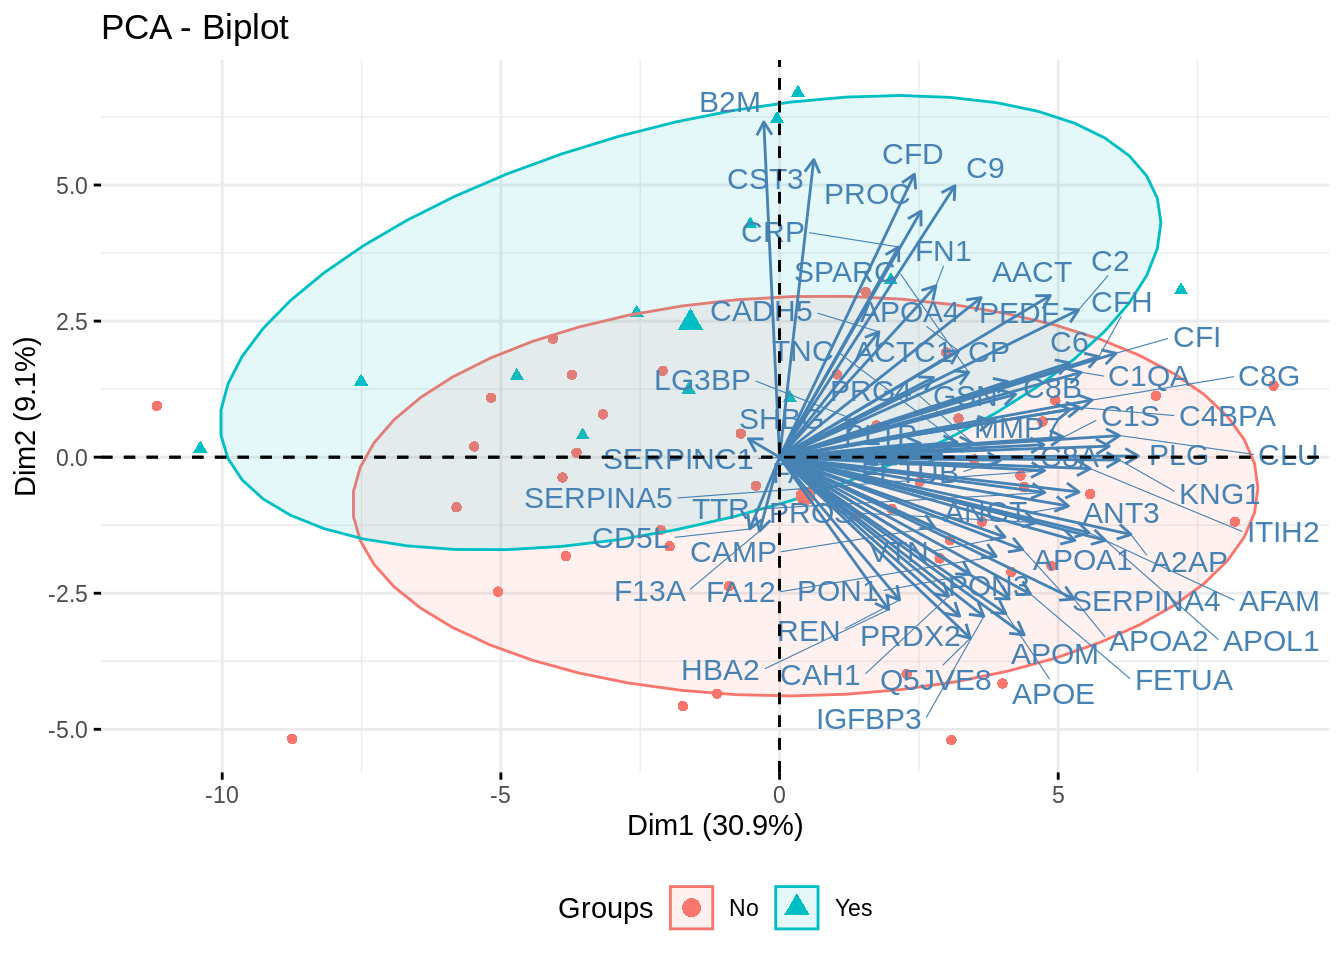 PCA - Biplot
B2M
CFD
C9
CST3
PROC
CRP
FN1
C2
SPARC
AACT
CFH
CADH5
APOA4
PEDF
CFI
TNC
CP
C6
LG3BP
C1QA
C8G
C8B
GSN
SHBG
C1S
C4BPA
SERPINC1
C8A
PLG
CLU
SERPINA5
KNG1
TTR
ANT3
ITIH2
CD5L
CAMP
VTN
APOA1
A2AP
F13A
FA12
PON1
PON3
SERPINA4
AFAM
REN
PRDX2
APOA2
APOL1
APOM
HBA2
CAH1
Q5JVE8
FETUA
APOE
IGFBP3
5.0
2.5
0.0
-2.5
-5.0
-10
-5
0
5
Dim1 (30.9%)
Dim2 (9.1%)
Groups No Yes